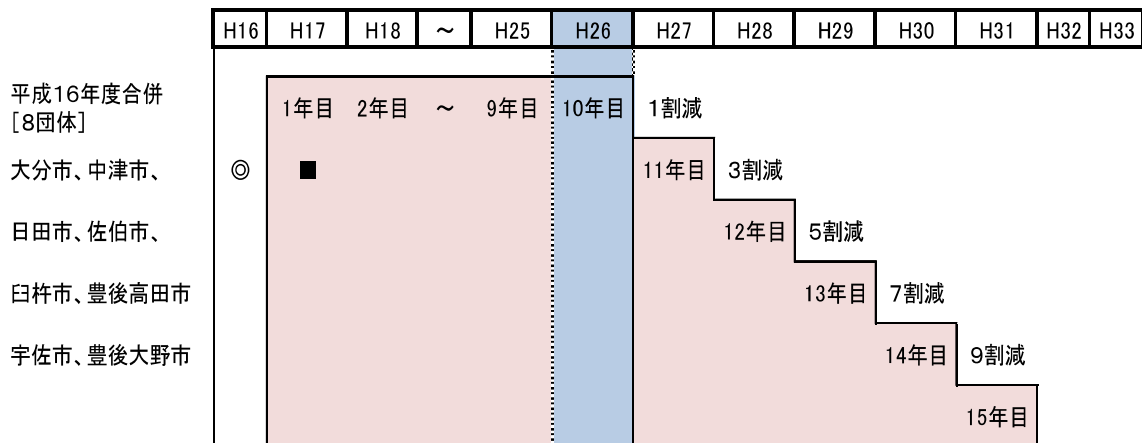 H16 H17 H18 ～ H25 H26 H27 H28 H29 H30 H31 H32 H33
平成16年度合併
[8団体]
1年目 2年目 ～ 9年目 10年目 1割減
大分市、中津市、 ◎ ■ 11年目 3割減
日田市、佐伯市、 12年目 5割減
臼杵市、豊後高田市 13年目 7割減
宇佐市、豊後大野市 14年目 9割減
15年目